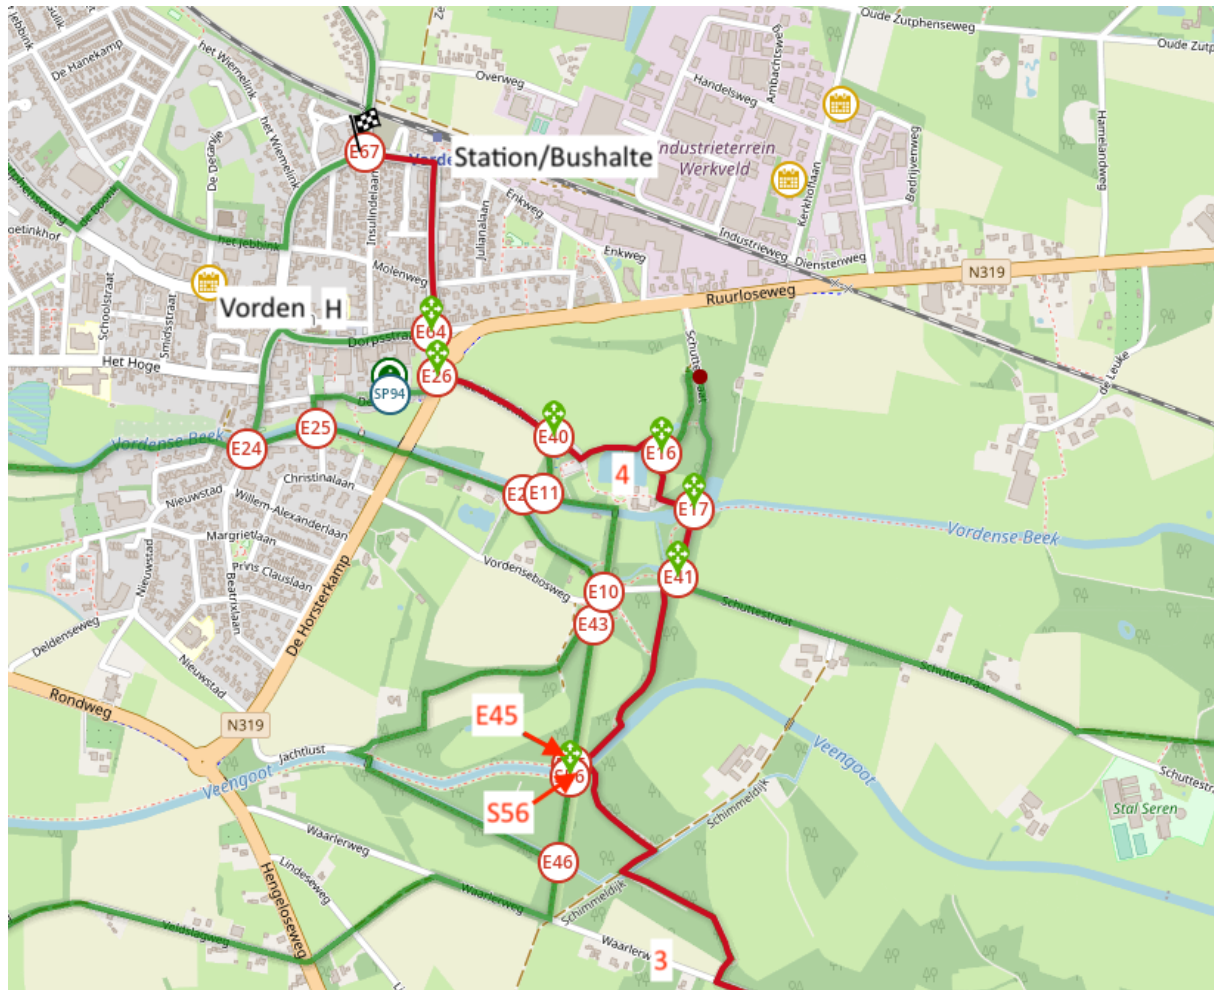 Oude Zutphenseweg
Oude Zutp
De Hanekamp
het Wiemelink
Overweg
Handelsweg
Ambachtsweg
Hamelandweg
het Wiemelink
De Decanije
E67
Station/Bushalte
Industrieterrein
Werkveld
Bedrijvenweg
Kerkhoflaan
de Boonk
Insulindelaan
Julianalaan
Enkweg
Enkweg
het Jebbink
Industrieweg
Dienstenweg
Molenweg
N319
Ruurloseweg
Schoolstraat
Smidsstraat
Vorden H
E64
Dorpsstraat
Het Hoge
E26
SP94
de Leuke
E25
E24
Vordense Beek
E40
E16
4
Christinalaan
E11
E17
Nieuwstad
Willem-Alexanderlaan
Margrietlaan
Vordense Beek
Prins Clauslaan
Nieuwstad
Beatrixlaan
De Horsterkamp
Vordensebosweg
E41
E10
E43
Schuttestraat
Deldenseweg
Nieuwstad
Schuttestraat
Rondweg
N319
E45
Jachtlust
Veengoot
Veengoot
Schuttestr
S56
Schimmeldijk
Stal Seren
Waarlerweg
Lindeseweg
E46
Hengeloseweg
Waarlerweg
Schimmeldijk
Veldslagweg
Waarlerw
3